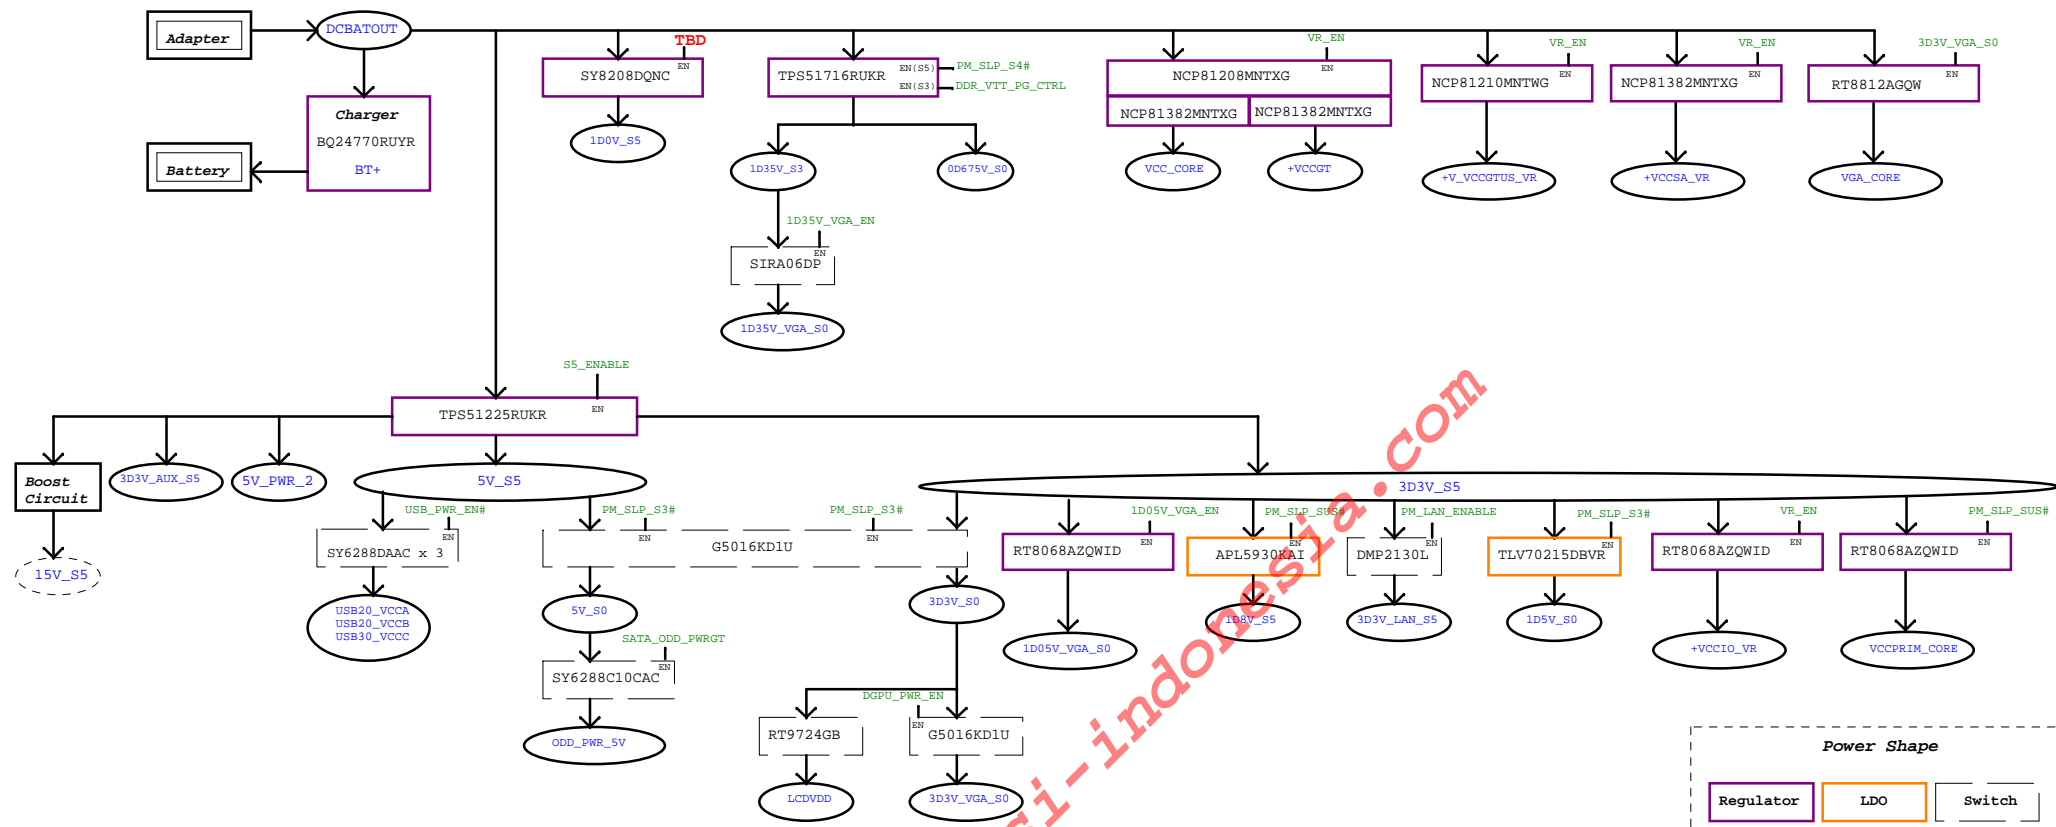 Adapter
DCBATOUT
TBD
EN
SY8208DQNC
1D0V_S5
TPS51716RUKR
EN(S5)
EN(S3)
PM_SLP_S4#
DDR_VTT_PG_CTRL
VR_EN
NCP81208MNTXG
EN
NCP81382MNTXG
NCP81382MNTXG
VR_EN
NCP81210MNTWG
EN
VR_EN
NCP81382MNTXG
EN
3D3V_VGA_S0
EN
RT8812AGQW
Charger
BQ24770RUYR
BT+
Battery
1D35V_S3
0D675V_S0
VCC_CORE
+VCCGT
+V_VCCGTUS_VR
+VCCSA_VR
VGA_CORE
1D35V_VGA_EN
EN
SIRA06DP
1D35V_VGA_S0
S5_ENABLE
TPS51225RUKR
EN
Boost
Circuit
3D3V_AUX_S5
5V_PWR_2
5V_S5
3D3V_S5
15V_S5
USB_PWR_EN#
EN
SY6288DAAC x 3
PM_SLP_S3#
EN
PM_SLP_S3#
EN
G5016KD1U
1D05V_VGA_EN
EN
RT8068AZQWID
PM_SLP_SUS#
EN
APL5930KAI
PM_LAN_ENABLE
EN
DMP2130L
PM_SLP_S3#
EN
TLV70215DBVR
VR_EN
EN
RT8068AZQWID
PM_SLP_SUS#
EN
RT8068AZQWID
USB20_VCCA
USB20_VCCB
USB30_VCCC
5V_S0
3D3V_S0
1D05V_VGA_S0
1D8V_S5
3D3V_LAN_S5
1D5V_S0
+VCCIO_VR
VCCPRIM_CORE
SATA_ODD_PWRGT
EN
SY6288C10CAC
ODD_PWR_5V
DGPU_PWR_EN
EN
RT9724GB
G5016KD1U
LCDVDD
3D3V_VGA_S0
Power Shape
Regulator
LDO
Switch
si-indonesia.com